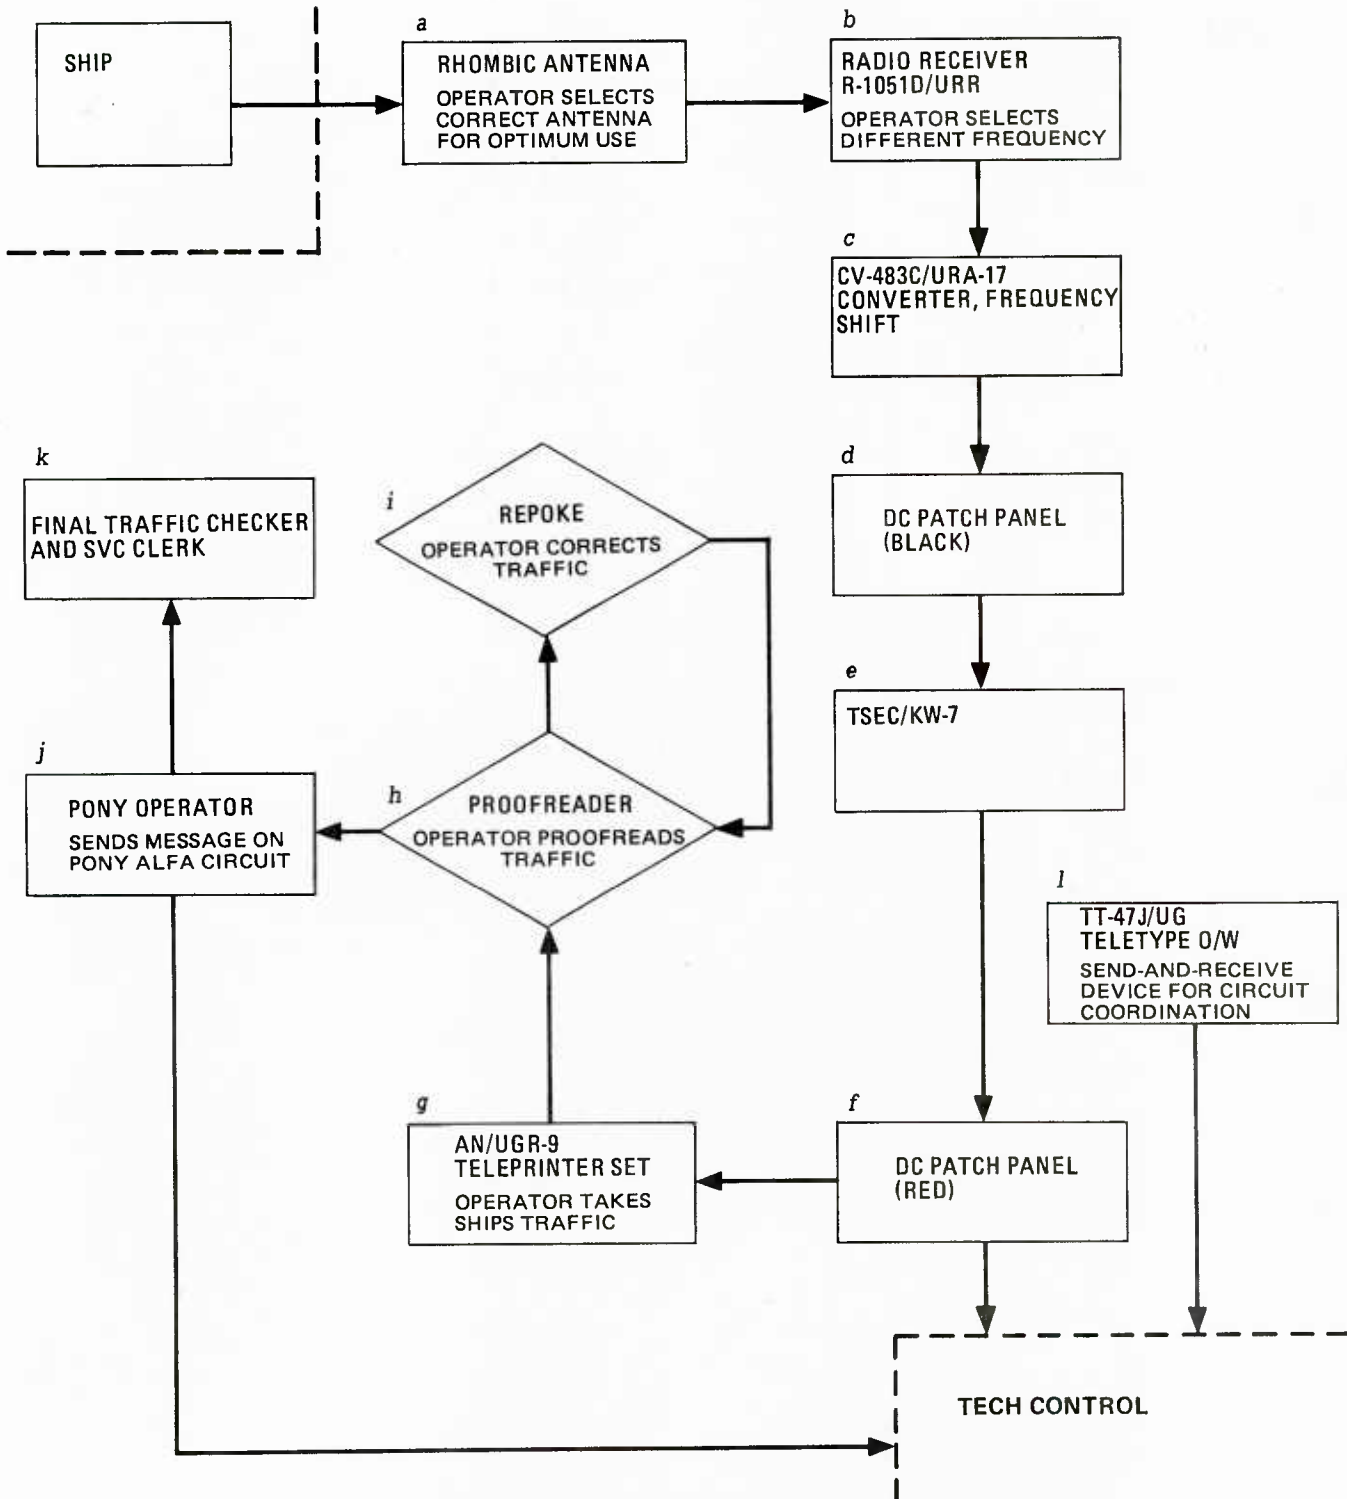 SHIP
a
RHOMBIC ANTENNA
OPERATOR SELECTS
CORRECT ANTENNA
FOR OPTIMUM USE
b
RADIO RECEIVER
R-1051D/URR
OPERATOR SELECTS
DIFFERENT FREQUENCY
c
CV-483C/URA-17
CONVERTER, FREQUENCY
SHIFT
d
DC PATCH PANEL
(BLACK)
e
TSEC/KW-7
f
DC PATCH PANEL
(RED)
g
AN/UGR-9
TELEPRINTER SET
OPERATOR TAKES
SHIPS TRAFFIC
h
PROOFREADER
OPERATOR PROOFREADS
TRAFFIC
i
REPOKE
OPERATOR CORRECTS
TRAFFIC
j
PONY OPERATOR
SENDS MESSAGE ON
PONY ALFA CIRCUIT
k
FINAL TRAFFIC CHECKER
AND SVC CLERK
l
TT-47J/UG
TELETYPE O/W
SEND-AND-RECEIVE
DEVICE FOR CIRCUIT
COORDINATION
TECH CONTROL